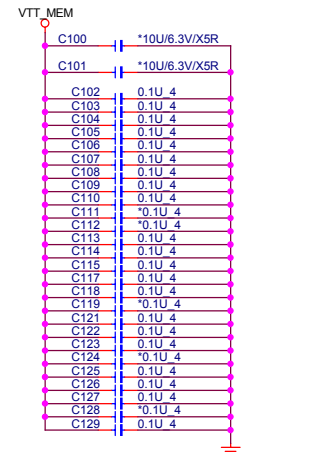 VTT_MEM
C100 *10U/6.3V/X5R
C101 *10U/6.3V/X5R
C102 0.1U_4
C103 0.1U_4
C104 0.1U_4
C105 0.1U_4
C106 0.1U_4
C107 0.1U_4
C108 0.1U_4
C109 0.1U_4
C110 0.1U_4
C111 *0.1U_4
C112 *0.1U_4
C113 0.1U_4
C114 0.1U_4
C115 0.1U_4
C117 0.1U_4
C118 0.1U_4
C119 *0.1U_4
C121 0.1U_4
C122 0.1U_4
C123 0.1U_4
C124 *0.1U_4
C125 0.1U_4
C126 0.1U_4
C127 0.1U_4
C128 *0.1U_4
C129 0.1U_4